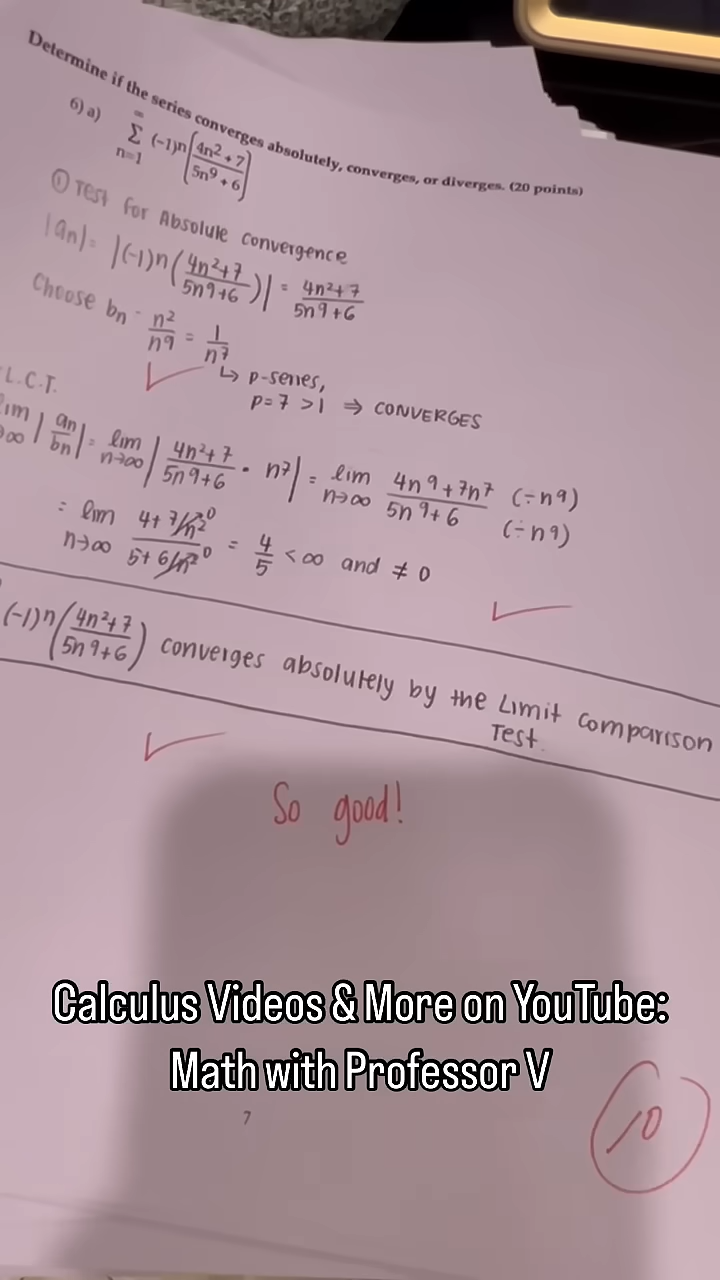 Determine if the series converges absolutely, converges, or diverges. (20 points)
6) a) ∞
Σ (-1)n(4n2 + 7 / 5n9 + 6)
n=1
① Test for Absolute Convergence
|an| = |(-1)n(4n2+7 / 5n9+6)| = 4n2+7 / 5n9+6
Choose bn = n2 / n9 = 1 / n7
↳ p-series,
p = 7 > 1 ⇒ CONVERGES
L.C.T.
lim n→∞ |an / bn| = lim n→∞ |4n2+7 / 5n9+6 • n7| = lim n→∞ 4n9+7n7 / 5n9+6 (÷n9) (÷n9)
= lim n→∞ 4+7/n2 0 / 5+6/n9 0 = 4/5 < ∞ and ≠ 0
(-1)n(4n2+7 / 5n9+6) converges absolutely by the Limit Comparison
Test.
So good!
Calculus Videos & More on YouTube:
Math with Professor V
7
10